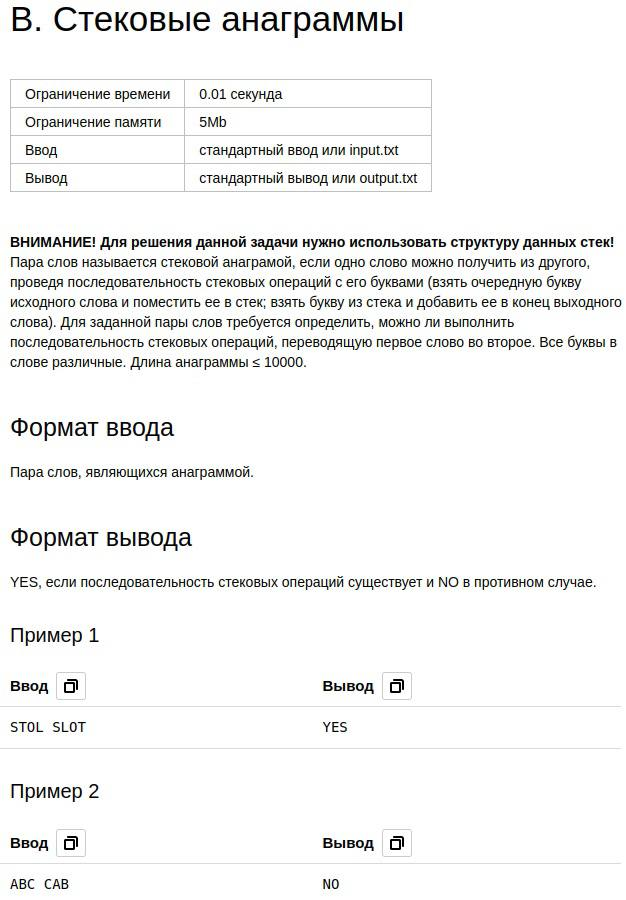 B. Стековые анаграммы
Ограничение времени 0.01 секунда
Ограничение памяти 5Mb
Ввод стандартный ввод или input.txt
Вывод стандартный вывод или output.txt
ВНИМАНИЕ! Для решения данной задачи нужно использовать структуру данных стек!
Пара слов называется стековой анаграмой, если одно слово можно получить из другого,
проведя последовательность стековых операций с его буквами (взять очередную букву
исходного слова и поместить ее в стек; взять букву из стека и добавить ее в конец выходного
слова). Для заданной пары слов требуется определить, можно ли выполнить
последовательность стековых операций, переводящую первое слово во второе. Все буквы в
слове различные. Длина анаграммы ≤ 10000.
Формат ввода
Пара слов, являющихся анаграммой.
Формат вывода
YES, если последовательность стековых операций существует и NO в противном случае.
Пример 1
Ввод Вывод
STOL SLOT YES
Пример 2
Ввод Вывод
ABC CAB NO